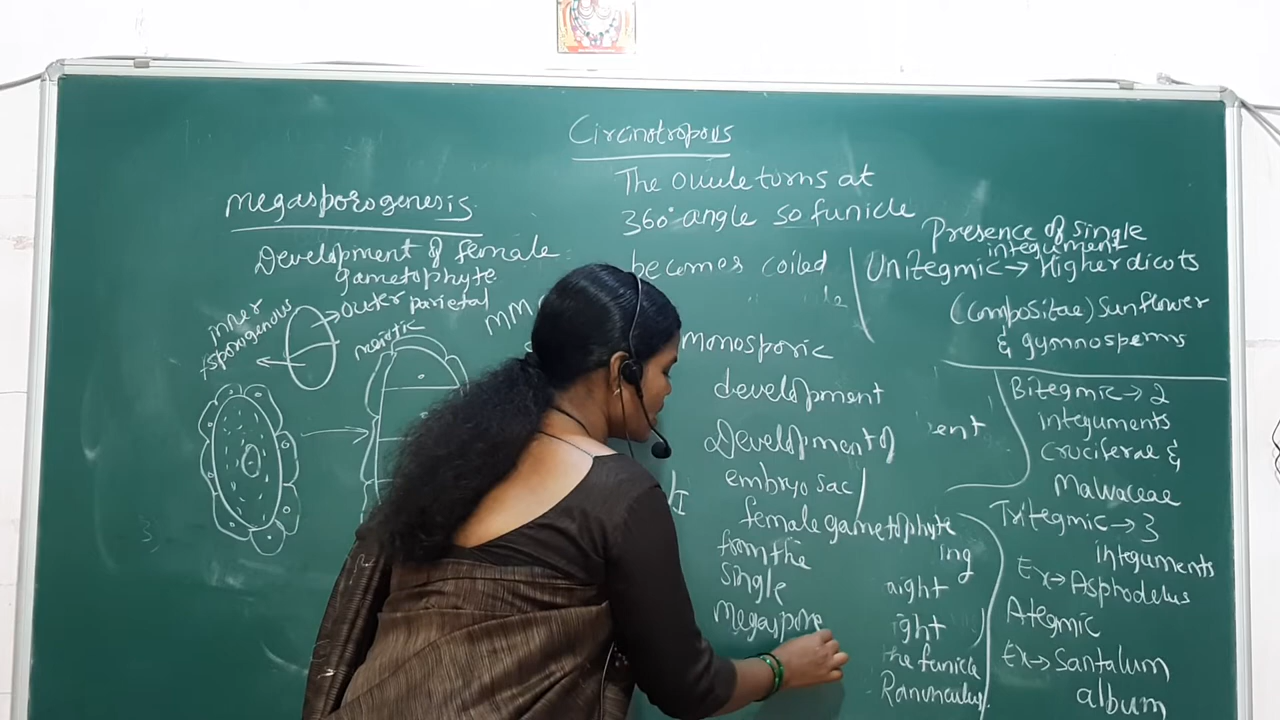 Circinotropous
The Ovule turns at
360° angle so funicle
becomes coiled
Megasporogenesis
Development of female
gametophyte
outer parietal
inner
sporogenous
meiotic
monosporic
development
Development of
embryo sac /
female gametophyte
from the
single
megaspore
ent
ing
aight
ight
the funicle
Ranunculus.
Presence of single
integument
Unitegmic → Higher dicots
(Compositae) Sunflower
& gymnosperms
Bitegmic → 2
integuments
Cruciferae &
Malvaceae
Tritegmic → 3
integuments
Ex → Asphodelus
Ategmic
Ex → Santalum
album